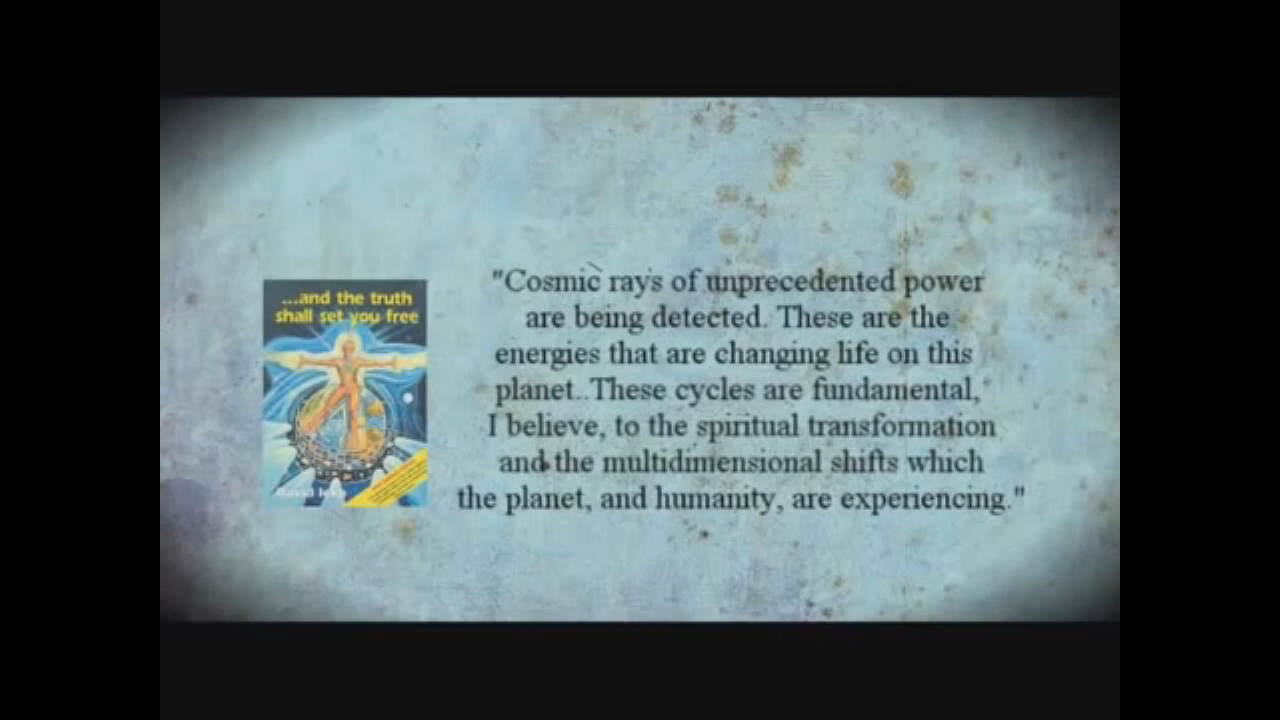 ...and the truth
shall set you free
David Icke
"Cosmic rays of unprecedented power
are being detected. These are the
energies that are changing life on this
planet..These cycles are fundamental,
I believe, to the spiritual transformation
and the multidimensional shifts which
the planet, and humanity, are experiencing."